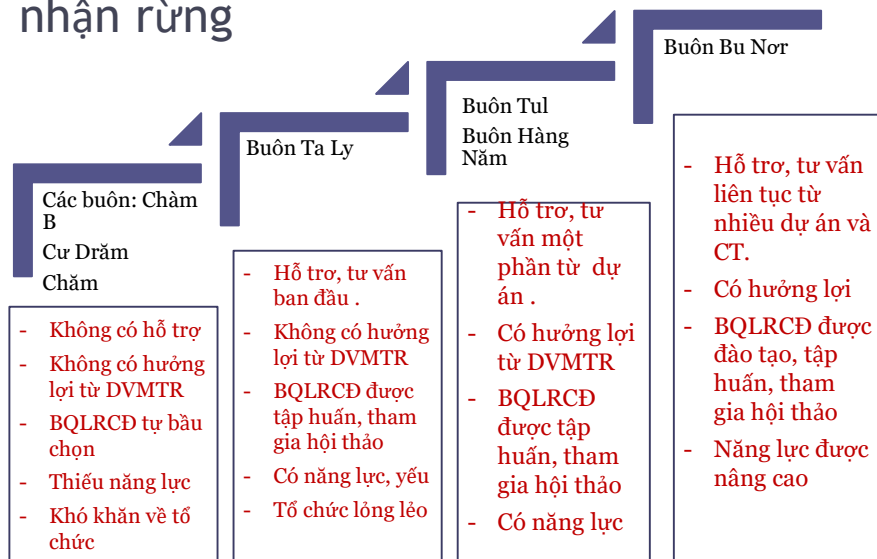 nhận rừng
Các buôn: Chàm
B
Cư Drăm
Chăm
- Không có hỗ trợ
- Không có hưởng
lợi từ DVMTR
- BQLRCĐ tự bầu
chọn
- Thiếu năng lực
- Khó khăn về tổ
chức
Buôn Ta Ly
- Hỗ trơ, tư vấn
ban đầu .
- Không có hưởng
lợi từ DVMTR
- BQLRCĐ được
tập huấn, tham
gia hội thảo
- Có năng lực, yếu
- Tổ chức lỏng lẻo
Buôn Tul
Buôn Hàng
Năm
- Hỗ trơ, tư
vấn một
phần từ dự
án .
- Có hưởng lợi
từ DVMTR
- BQLRCĐ
được tập
huấn, tham
gia hội thảo
- Có năng lực
Buôn Bu Nơr
- Hỗ trơ, tư vấn
liên tục từ
nhiều dự án và
CT.
- Có hưởng lợi
- BQLRCĐ được
đào tạo, tập
huấn, tham
gia hội thảo
- Năng lực được
nâng cao